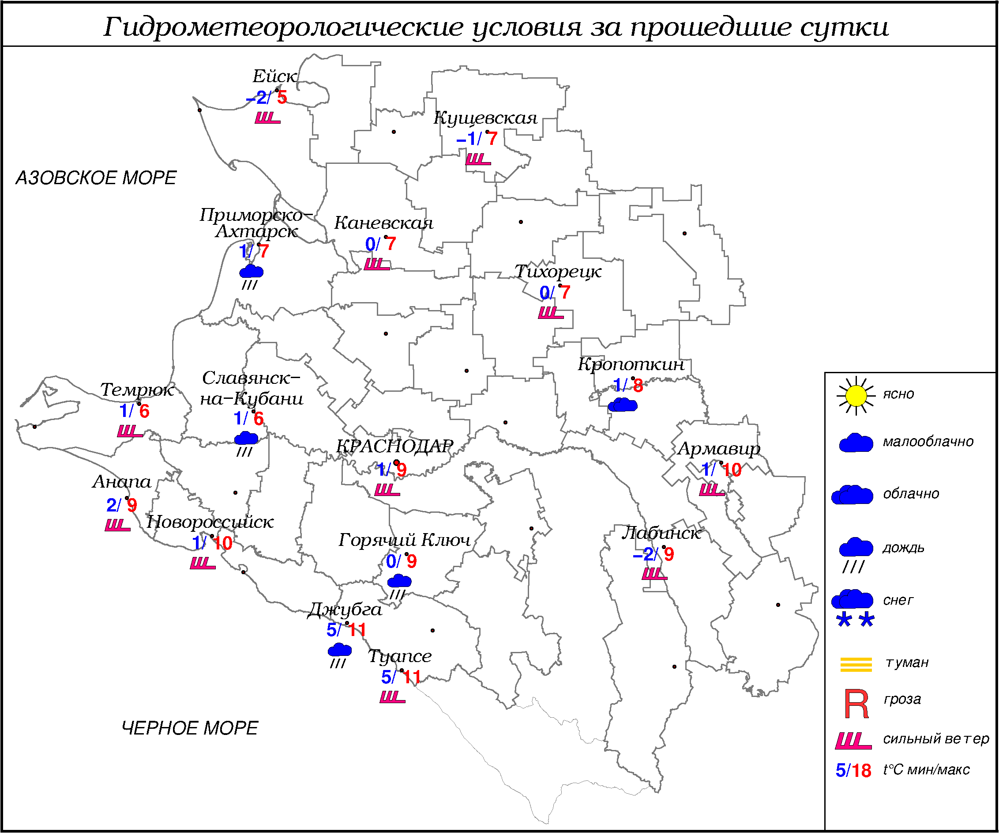 Гидрометеорологические условия за прошедшие сутки
Ейск
–2/ 5
Кущевская
–1/ 7
АЗОВСКОЕ МОРЕ
Приморско–
Ахтарск
1/ 7
Каневская
0/ 7
Тихорецк
0/ 7
Кропоткин
1/ 8
Славянск–
на–Кубани
1/ 6
Темрюк
1/ 6
КРАСНОДАР
1/ 9
Армавир
1/ 10
Анапа
2/ 9
Новороссийск
1/ 10
Горячий Ключ
0/ 9
Лабинск
–2/ 9
Джубга
5/ 11
Туапсе
5/ 11
ЧЕРНОЕ МОРЕ
ясно
малооблачно
облачно
дождь
снег
туман
R гроза
сильный ветер
5/18 t°C мин/макс